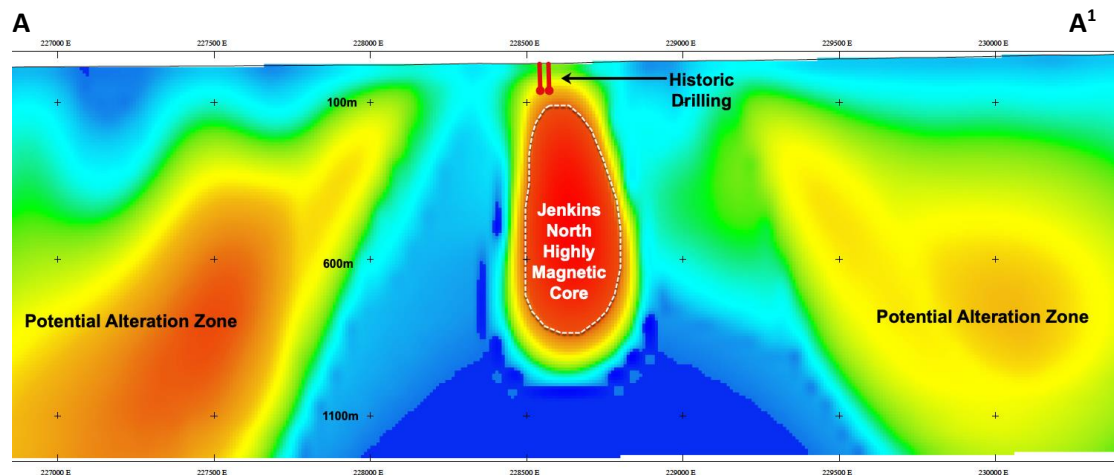 A
A¹
227000 E 227500 E 228000 E 228500 E 229000 E 229500 E 230000 E
Historic
Drilling
100m
Jenkins
North
Highly
Magnetic
Core
600m
Potential Alteration Zone
Potential Alteration Zone
1100m
227000 E 227500 E 228000 E 228500 E 229000 E 229500 E 230000 E